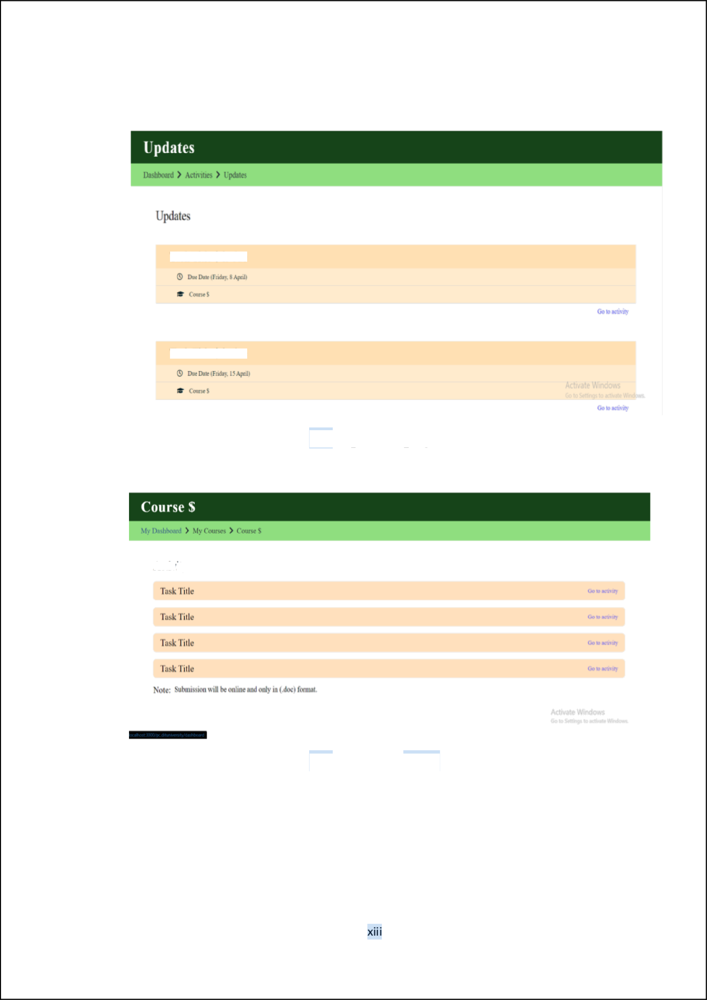 Updates
Dashboard > Activities > Updates
Updates
Due Date (Friday, 8 April)
Course $
Go to activity
Due Date (Friday, 15 April)
Course $
Activate Windows
Go to Settings to activate Windows.
Go to activity
Course $
My Dashboard > My Courses > Course $
Task Title Go to activity
Task Title Go to activity
Task Title Go to activity
Task Title Go to activity
Note: Submission will be online and only in (.doc) format.
Activate Windows
Go to Settings to activate Windows.
localhost:3000/pc.dituniversity/dashboard
xiii